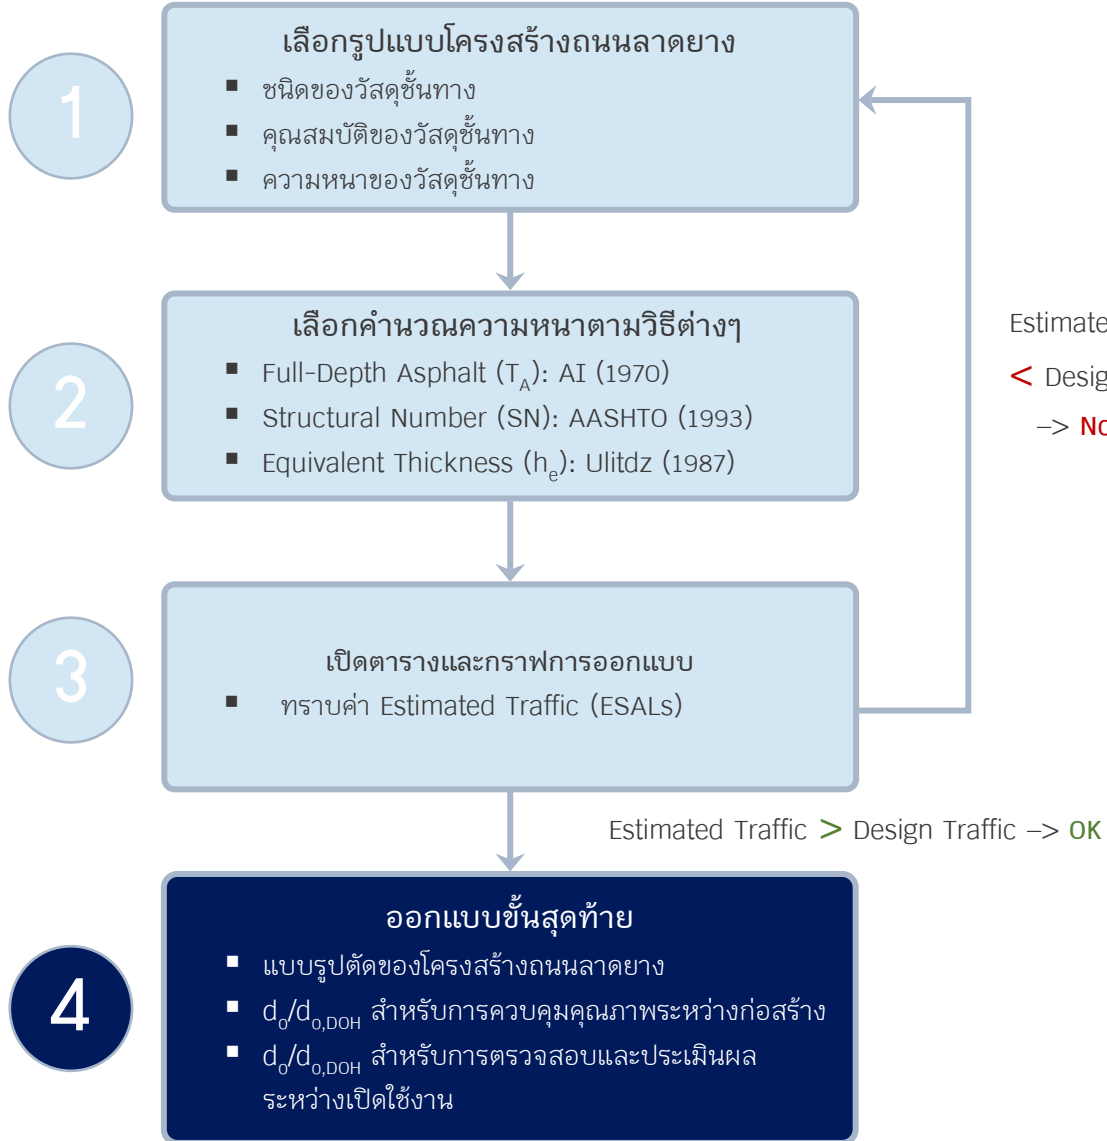 1
เลือกรูปแบบโครงสร้างถนนลาดยาง
▪ ชนิดของวัสดุชั้นทาง
▪ คุณสมบัติของวัสดุชั้นทาง
▪ ความหนาของวัสดุชั้นทาง
2
เลือกคำนวณความหนาตามวิธีต่างๆ
▪ Full-Depth Asphalt (T_A): AI (1970)
▪ Structural Number (SN): AASHTO (1993)
▪ Equivalent Thickness (h_e): Ulitdz (1987)
< 
–>
3
เปิดตารางและกราฟการออกแบบ
▪ ทราบค่า Estimated Traffic (ESALs)
Estimated Traffic > Design Traffic –> OK
4
ออกแบบขั้นสุดท้าย
▪ แบบรูปตัดของโครงสร้างถนนลาดยาง
▪ d_o/d_o,DOH สำหรับการควบคุมคุณภาพระหว่างก่อสร้าง
▪ d_o/d_o,DOH สำหรับการตรวจสอบและประเมินผล
ระหว่างเปิดใช้งาน